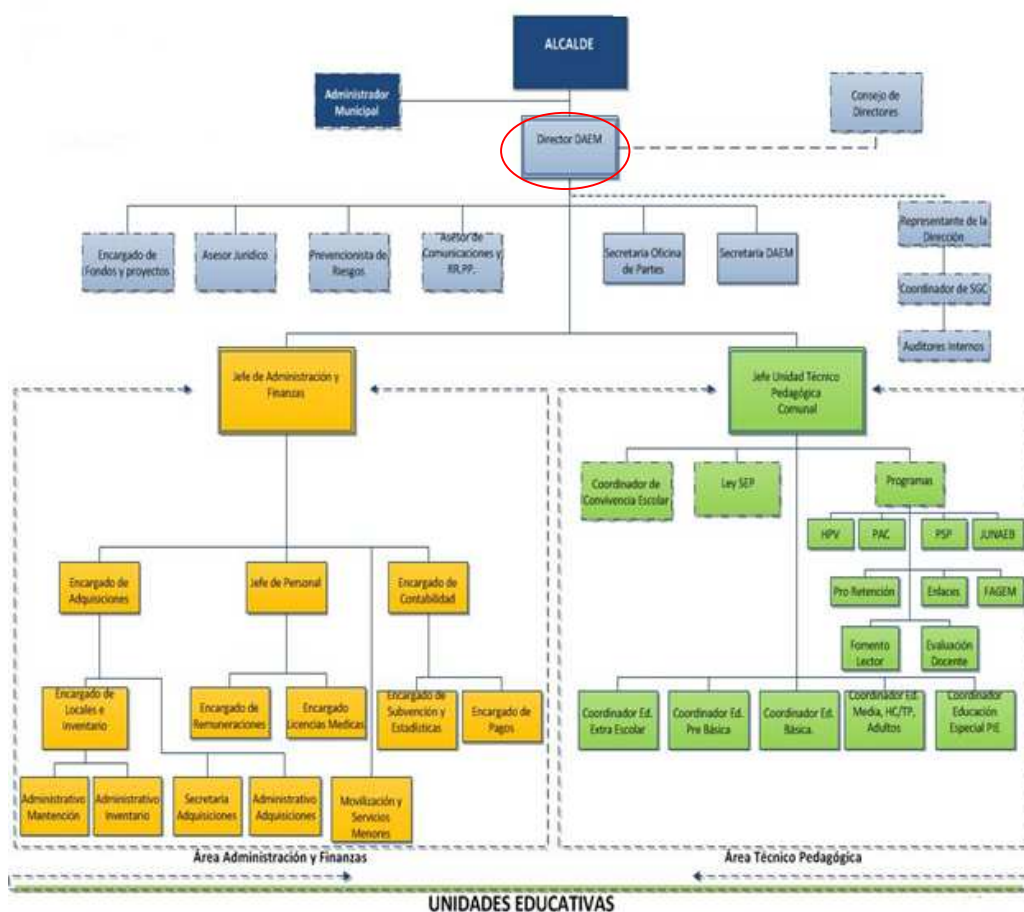 ALCALDE
Administrador
Municipal
Consejo de
Directores
Director DAEM
Encargado de
Fondos y proyectos
Asesor Jurídico
Prevencionista de
Riesgos
Asesor de
Comunicaciones y
RR.PP.
Secretaria Oficina
de Partes
Secretaría DAEM
Representante de la
Dirección
Coordinador de SGC
Auditores Internos
Jefe de Administración y
Finanzas
Jefe Unidad Técnico
Pedagógica
Comunal
Coordinador de
Convivencia Escolar
Ley SEP
Programas
HPV
PAC
PSP
JUNAEB
Pro Retención
Enlaces
FAGEM
Fomento
Lector
Evaluación
Docente
Encargado de
Adquisiciones
Jefe de Personal
Encargado de
Contabilidad
Encargado de
Locales e
Inventario
Encargado de
Remuneraciones
Encargado
Licencias Medicas
Encargado de
Subvención y
Estadísticas
Encargado de
Pagos
Coordinador Ed.
Extra Escolar
Coordinador Ed.
Pre Básica
Coordinador Ed.
Básica.
Coordinador Ed.
Media, HC/TP,
Adultos
Coordinador
Educación
Especial PIE
Administrativo
Mantención
Administrativo
Inventario
Secretaría
Adquisiciones
Administrativo
Adquisiciones
Movilización y
Servicios
Menores
Área Administración y Finanzas
Área Técnico Pedagógica
UNIDADES EDUCATIVAS